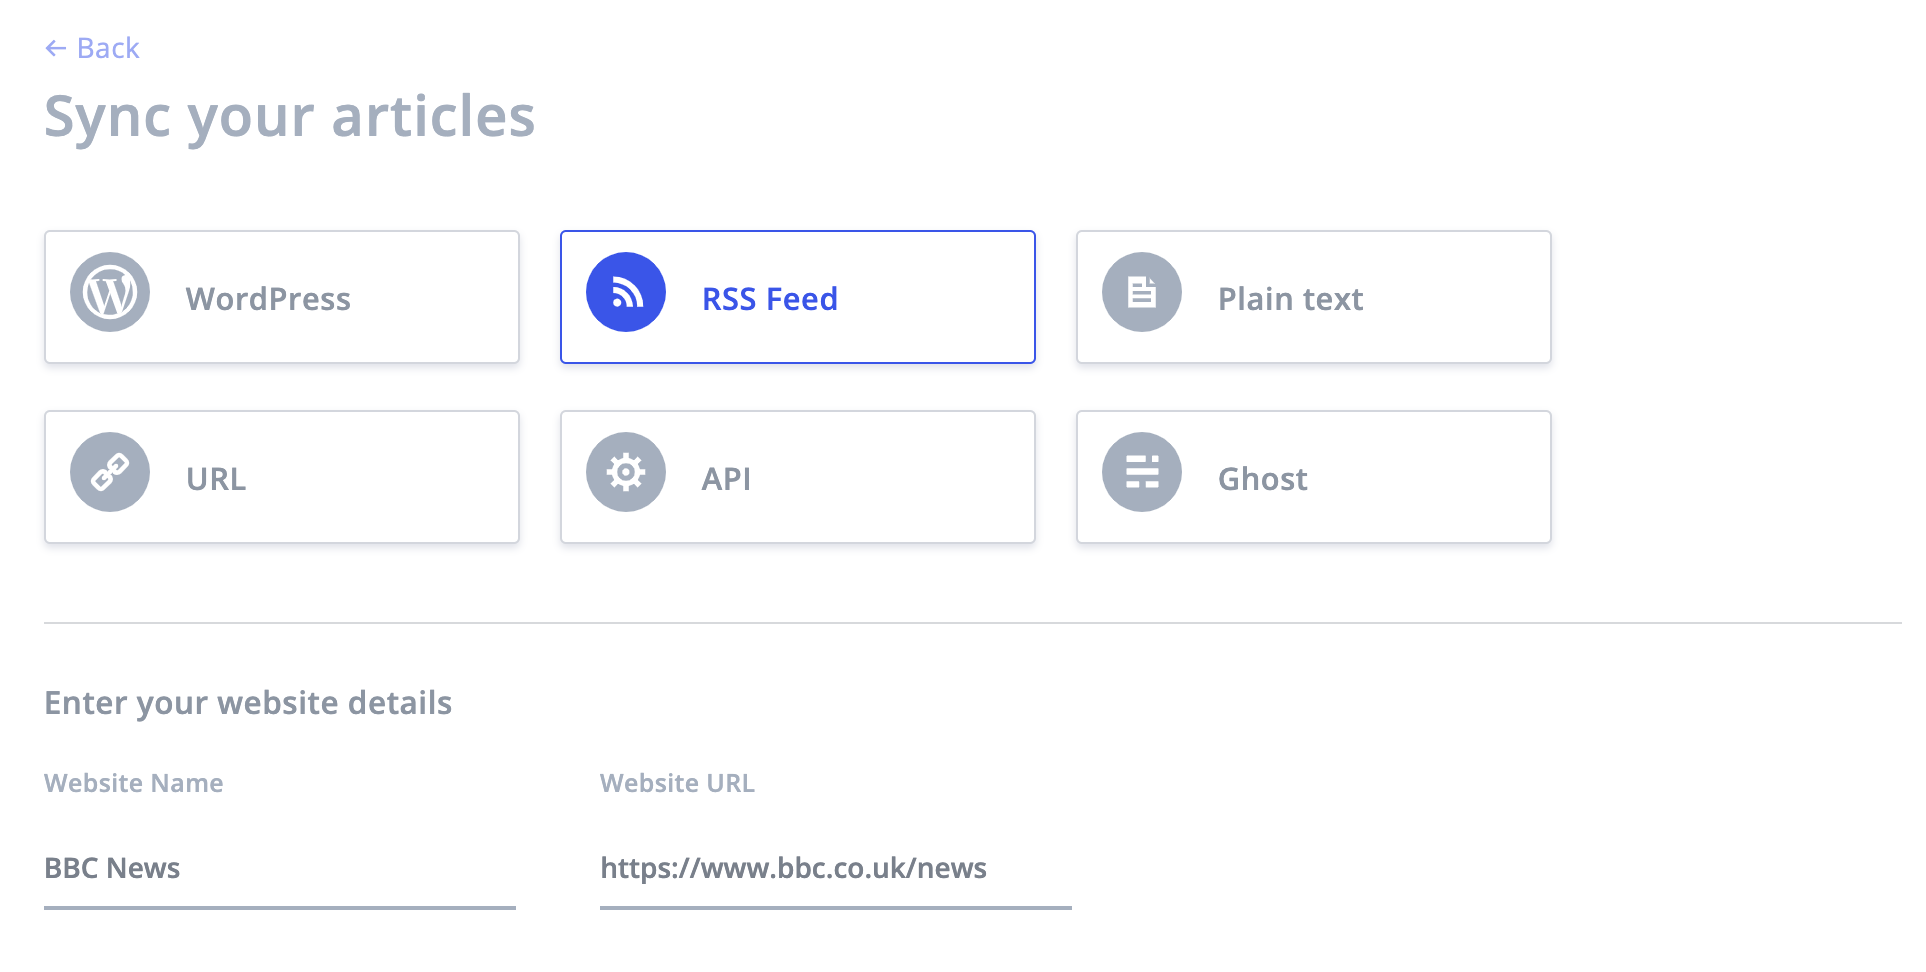 ← Back
Sync your articles
WordPress
RSS Feed
Plain text
URL
API
Ghost
Enter your website details
Website Name
Website URL
BBC News
https://www.bbc.co.uk/news